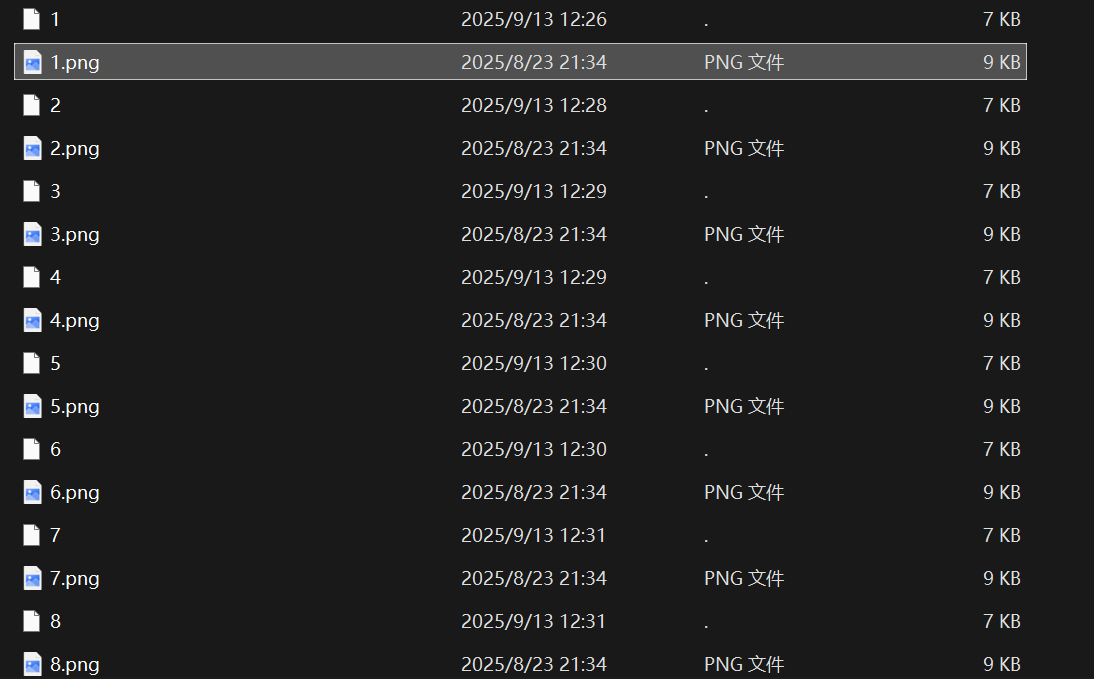 1 2025/9/13 12:26 . 7 KB
1.png 2025/8/23 21:34 PNG 文件 9 KB
2 2025/9/13 12:28 . 7 KB
2.png 2025/8/23 21:34 PNG 文件 9 KB
3 2025/9/13 12:29 . 7 KB
3.png 2025/8/23 21:34 PNG 文件 9 KB
4 2025/9/13 12:29 . 7 KB
4.png 2025/8/23 21:34 PNG 文件 9 KB
5 2025/9/13 12:30 . 7 KB
5.png 2025/8/23 21:34 PNG 文件 9 KB
6 2025/9/13 12:30 . 7 KB
6.png 2025/8/23 21:34 PNG 文件 9 KB
7 2025/9/13 12:31 . 7 KB
7.png 2025/8/23 21:34 PNG 文件 9 KB
8 2025/9/13 12:31 . 7 KB
8.png 2025/8/23 21:34 PNG 文件 9 KB